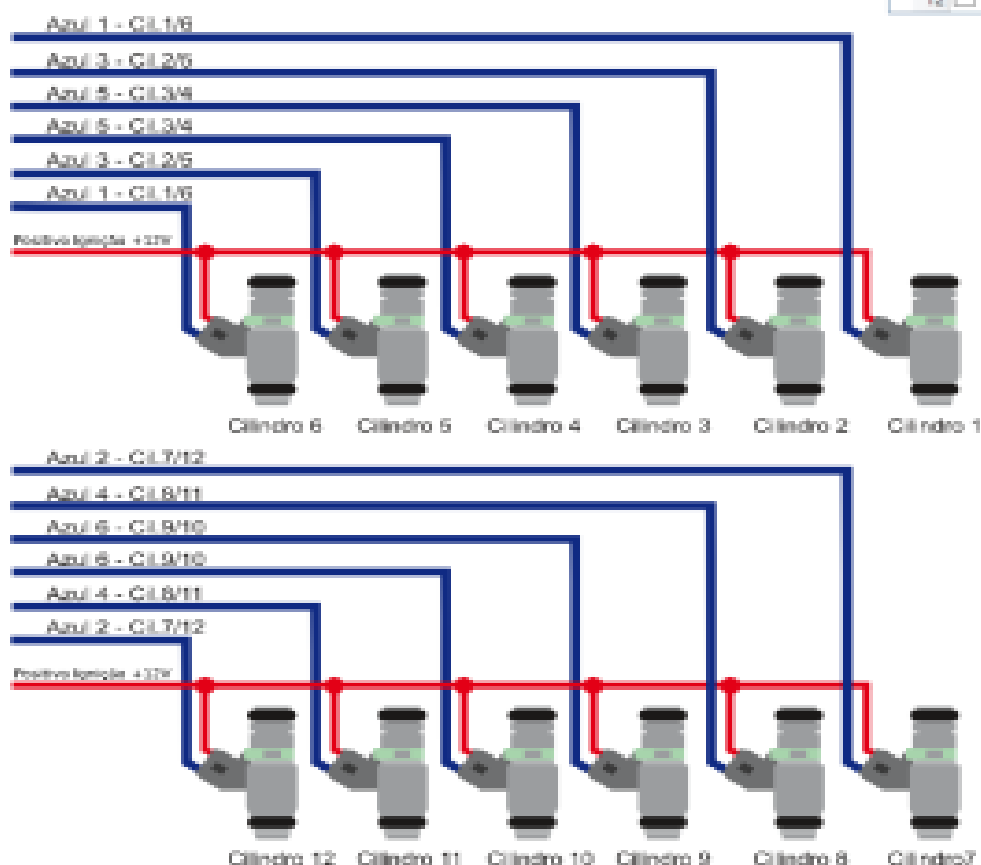 12
Azul 1 - Cil.1/6
Azul 3 - Cil.2/5
Azul 5 - Cil.3/4
Azul 5 - Cil.3/4
Azul 3 - Cil.2/5
Azul 1 - Cil.1/6
Positivo Ignição +12V
Cilindro 6 Cilindro 5 Cilindro 4 Cilindro 3 Cilindro 2 Cilindro 1
Azul 2 - Cil.7/12
Azul 4 - Cil.8/11
Azul 6 - Cil.9/10
Azul 6 - Cil.9/10
Azul 4 - Cil.8/11
Azul 2 - Cil.7/12
Positivo Ignição +12V
Cilindro 12 Cilindro 11 Cilindro 10 Cilindro 9 Cilindro 8 Cilindro7